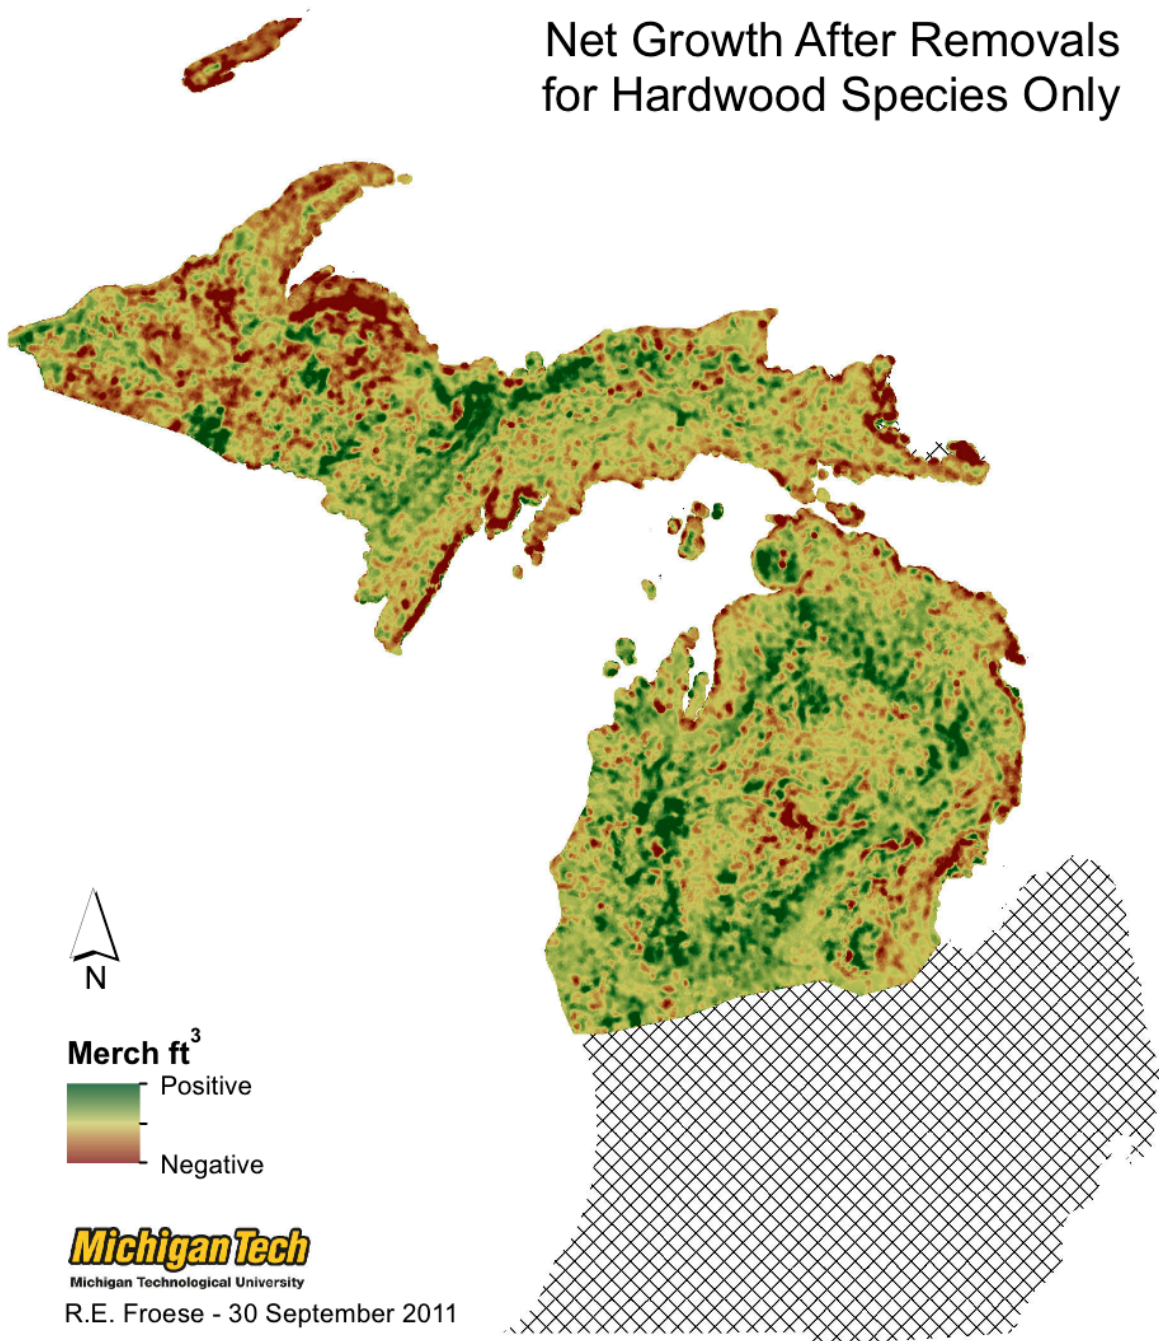 Net Growth After Removals
for Hardwood Species Only
N
Merch ft³
Positive
Negative
Michigan Tech
Michigan Technological University
R.E. Froese - 30 September 2011